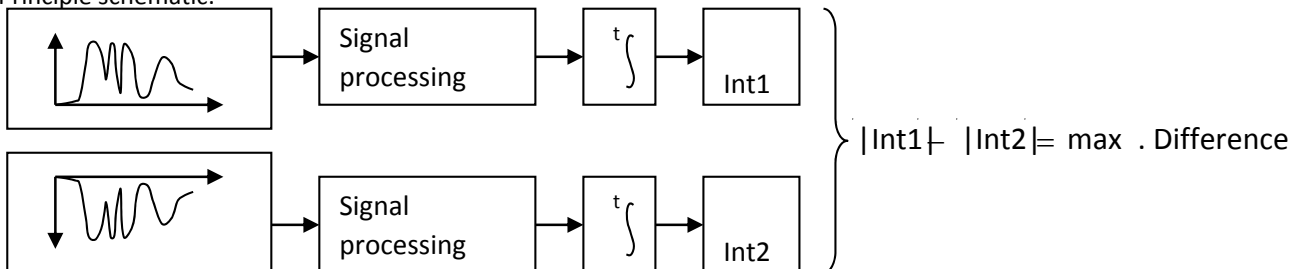 Principle schematic:
Signal
processing
t
Int1
|Int1|− |Int2|= max . Difference
Signal
processing
t
Int2